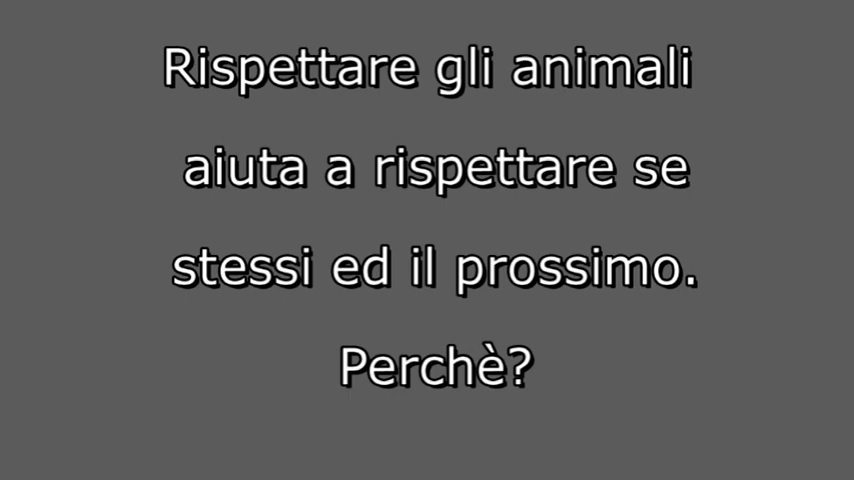 Rispettare gli animali
aiuta a rispettare se
stessi ed il prossimo.
Perchè?